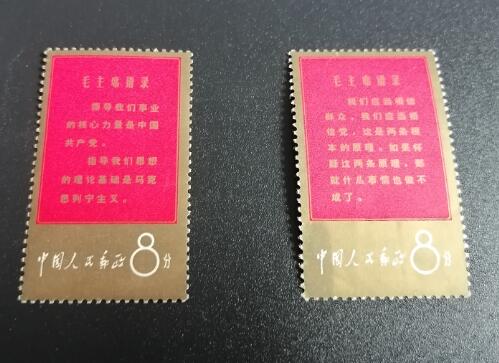 毛主席语录
领导我们事业
的核心力量是中国
共产党。
指导我们思想
的理论基础是马克
思列宁主义。
中国人民邮政8分
毛主席语录
我们应当相信
群众，我们应当相
信党，这是两条根
本的原理。如果怀
疑这两条原理，那
就什么事情也做不
成了。
中国人民邮政8分